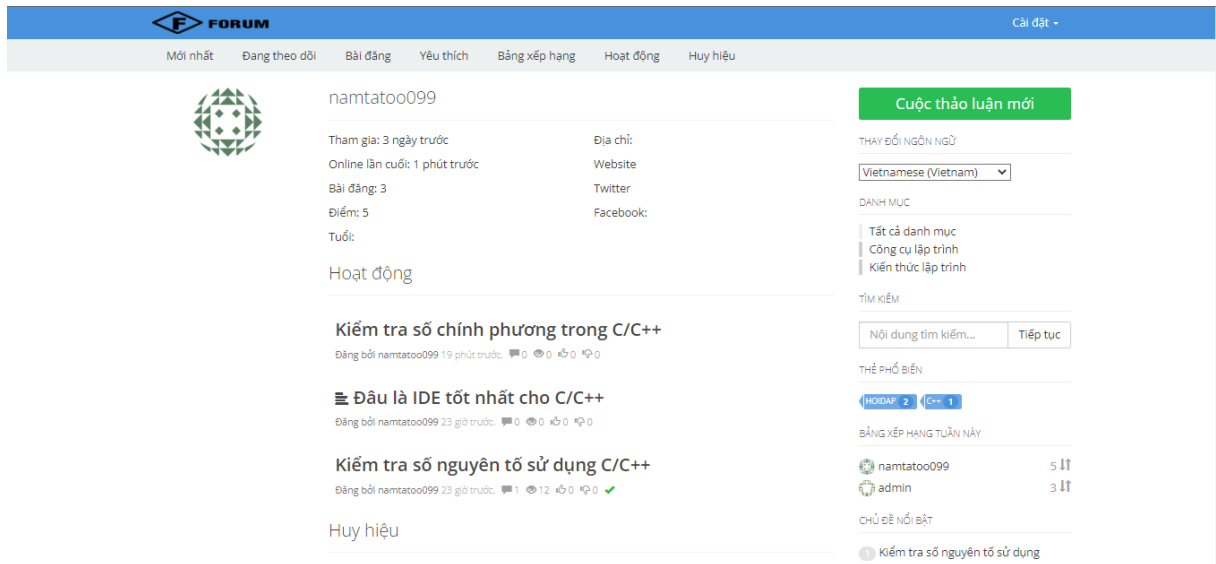 F FORUM
Cài đặt
Mới nhất Đang theo dõi Bài đăng Yêu thích Bảng xếp hạng Hoạt động Huy hiệu
namtatoo099
Tham gia: 3 ngày trước
Online lần cuối: 1 phút trước
Bài đăng: 3
Điểm: 5
Tuổi:
Địa chỉ:
Website
Twitter
Facebook:
Hoạt động
Kiểm tra số chính phương trong C/C++
Đăng bởi namtatoo099 19 phút trước. 0 0 0 0
Đâu là IDE tốt nhất cho C/C++
Đăng bởi namtatoo099 23 giờ trước. 0 0 0 0
Kiểm tra số nguyên tố sử dụng C/C++
Đăng bởi namtatoo099 23 giờ trước. 1 12 0 0
Huy hiệu
Cuộc thảo luận mới
THAY ĐỔI NGÔN NGỮ
Vietnamese (Vietnam)
DANH MỤC
Tất cả danh mục
Công cụ lập trình
Kiến thức lập trình
TÌM KIẾM
Nội dung tìm kiếm... Tiếp tục
THẺ PHỔ BIẾN
HOIDAP 2 C++ 1
BẢNG XẾP HẠNG TUẦN NÀY
namtatoo099 5
admin 3
CHỦ ĐỀ NỔI BẬT
1 Kiểm tra số nguyên tố sử dụng